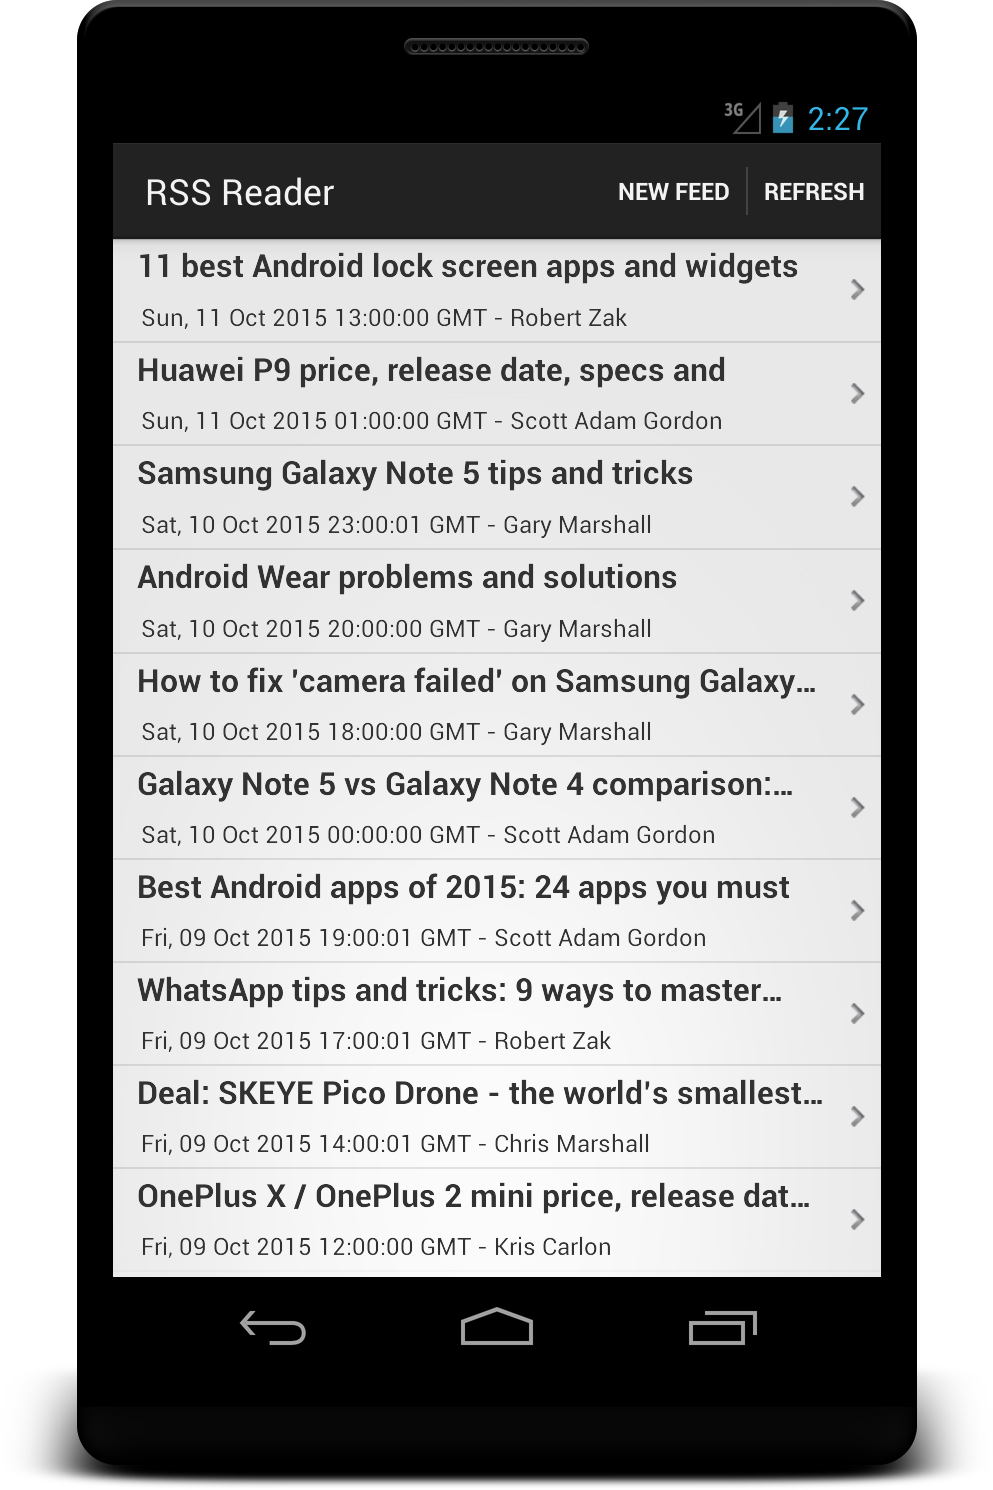 3G 2:27
RSS Reader NEW FEED REFRESH
11 best Android lock screen apps and widgets
Sun, 11 Oct 2015 13:00:00 GMT - Robert Zak
Huawei P9 price, release date, specs and
Sun, 11 Oct 2015 01:00:00 GMT - Scott Adam Gordon
Samsung Galaxy Note 5 tips and tricks
Sat, 10 Oct 2015 23:00:01 GMT - Gary Marshall
Android Wear problems and solutions
Sat, 10 Oct 2015 20:00:00 GMT - Gary Marshall
How to fix 'camera failed' on Samsung Galaxy...
Sat, 10 Oct 2015 18:00:00 GMT - Gary Marshall
Galaxy Note 5 vs Galaxy Note 4 comparison:...
Sat, 10 Oct 2015 00:00:00 GMT - Scott Adam Gordon
Best Android apps of 2015: 24 apps you must
Fri, 09 Oct 2015 19:00:01 GMT - Scott Adam Gordon
WhatsApp tips and tricks: 9 ways to master...
Fri, 09 Oct 2015 17:00:01 GMT - Robert Zak
Deal: SKEYE Pico Drone - the world's smallest...
Fri, 09 Oct 2015 14:00:01 GMT - Chris Marshall
OnePlus X / OnePlus 2 mini price, release dat...
Fri, 09 Oct 2015 12:00:00 GMT - Kris Carlon